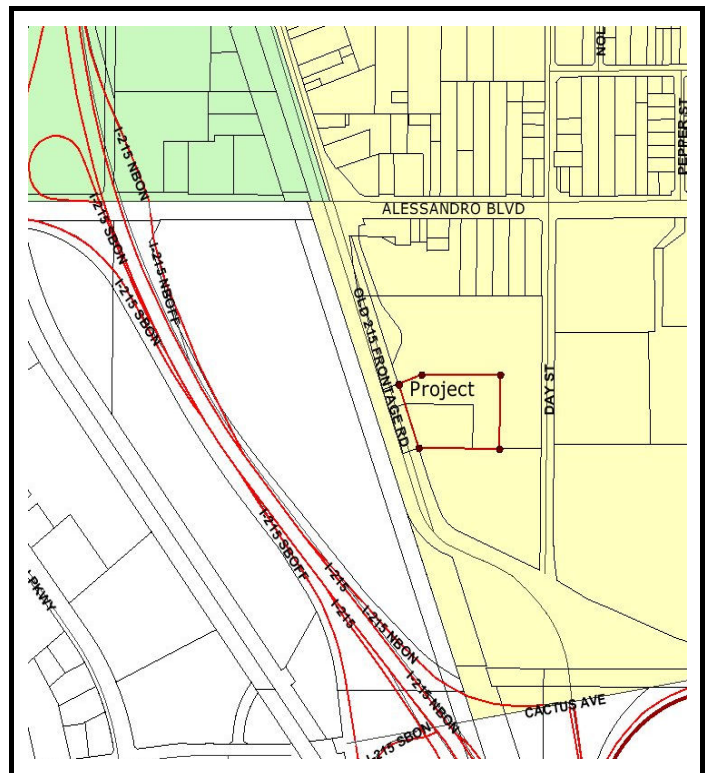 NOL
PEPPER ST
I-215 NBON
ALESSANDRO BLVD
I-215 SBON
I-215 NBOFF
I-215 SBON
OLD 215 FRONTAGE RD
Project
DAY ST
I-215 SBOFF
I-215
I-215
PKWY
I-215 NBON
I-215 NBON
CACTUS AVE
I-215 SBON